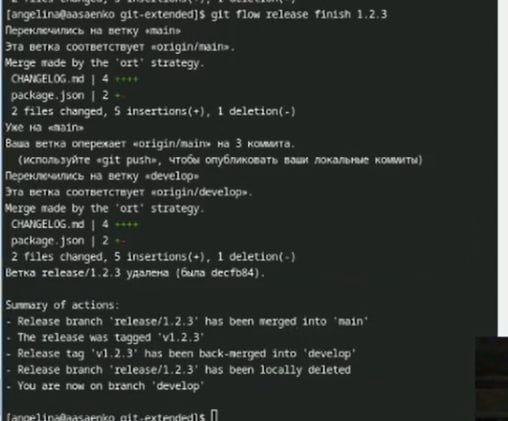 2 files changed, 5 insertions(+), 1 deletion(-)
[angelina@aasaenko git-extended]$ git flow release finish 1.2.3
Переключились на ветку «main»
Эта ветка соответствует «origin/main».
Merge made by the 'ort' strategy.
CHANGELOG.md | 4 ++++
package.json | 2 +-
2 files changed, 5 insertions(+), 1 deletion(-)
Уже на «main»
Ваша ветка опережает «origin/main» на 3 коммита.
(используйте «git push», чтобы опубликовать ваши локальные коммиты)
Переключились на ветку «develop»
Эта ветка соответствует «origin/develop».
Merge made by the 'ort' strategy.
CHANGELOG.md | 4 ++++
package.json | 2 +-
2 files changed, 5 insertions(+), 1 deletion(-)
Ветка release/1.2.3 удалена (была decfb84).
Summary of actions:
- Release branch 'release/1.2.3' has been merged into 'main'
- The release was tagged 'v1.2.3'
- Release tag 'v1.2.3' has been back-merged into 'develop'
- Release branch 'release/1.2.3' has been locally deleted
- You are now on branch 'develop'
[angelina@aasaenko git-extended]$